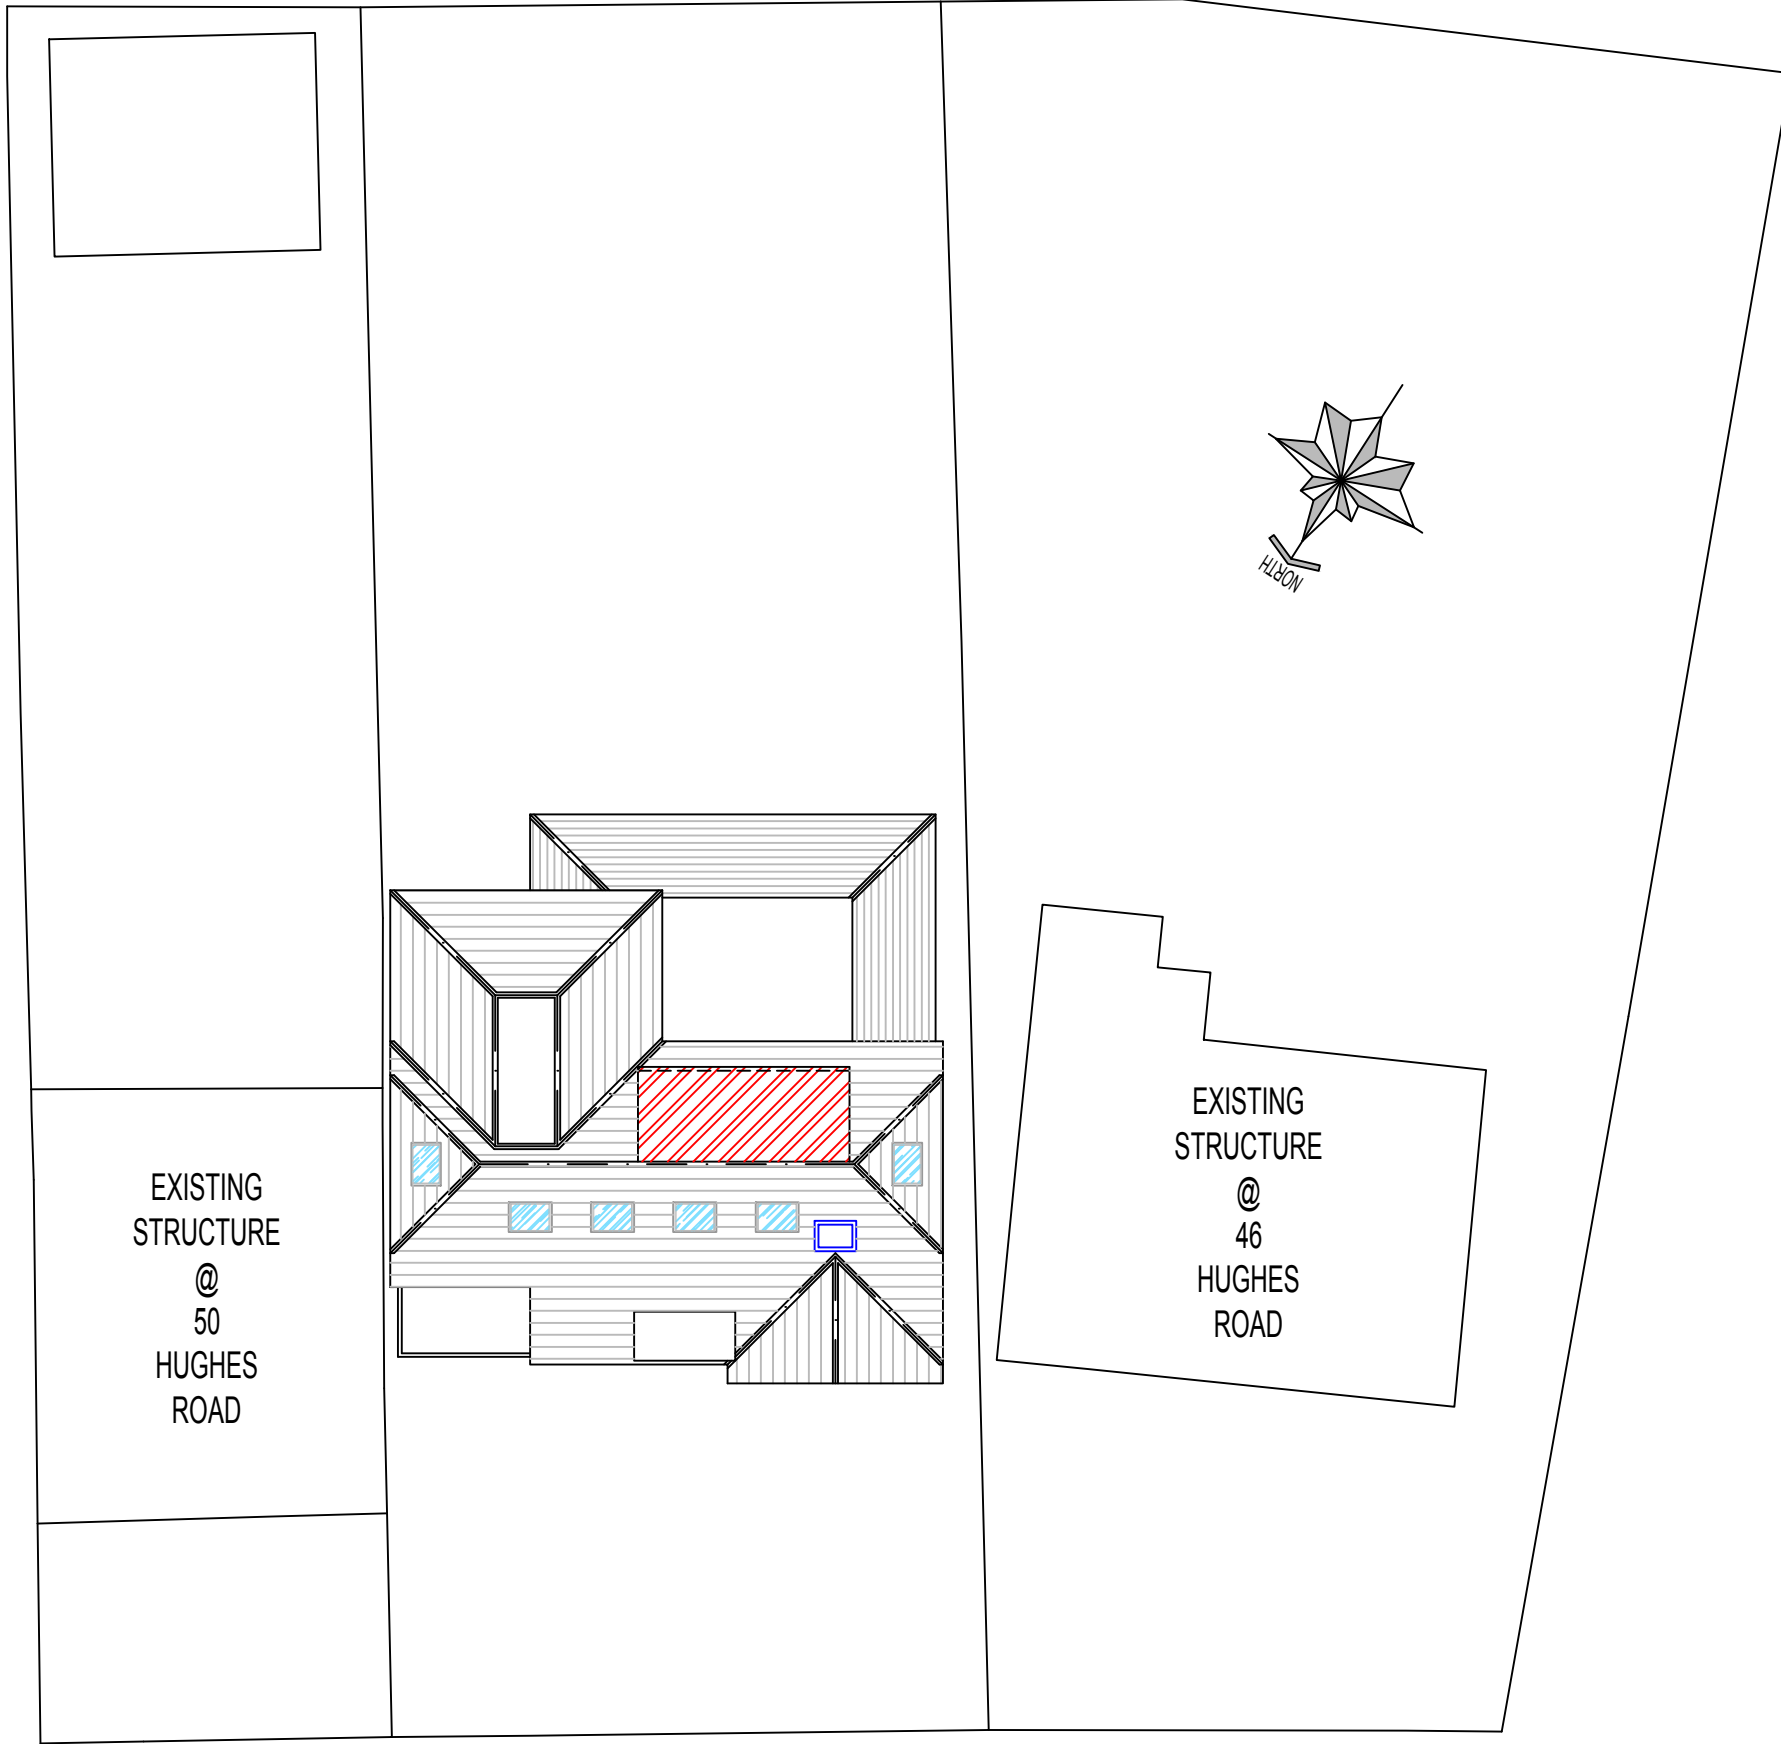 NORTH
EXISTING
STRUCTURE
@
46
HUGHES
ROAD
EXISTING
STRUCTURE
@
50
HUGHES
ROAD